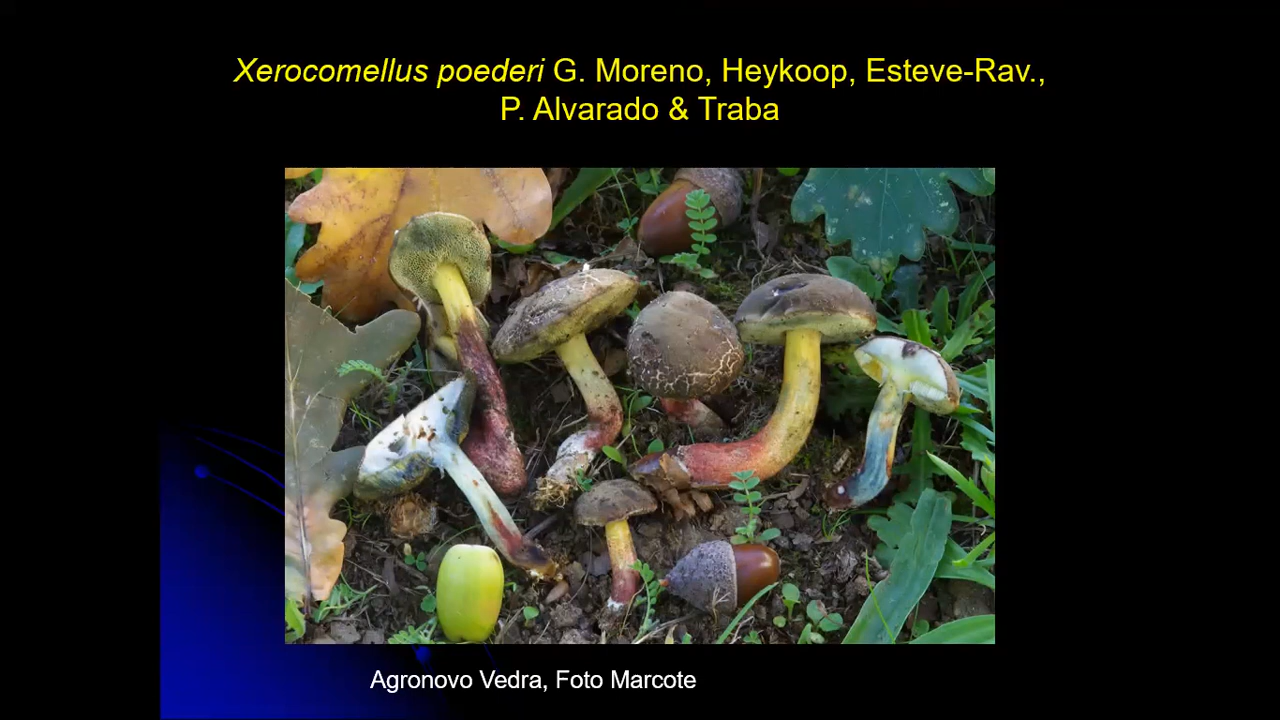 Xerocomellus poederi G. Moreno, Heykoop, Esteve-Rav.,
P. Alvarado & Traba
Agronovo Vedra, Foto Marcote